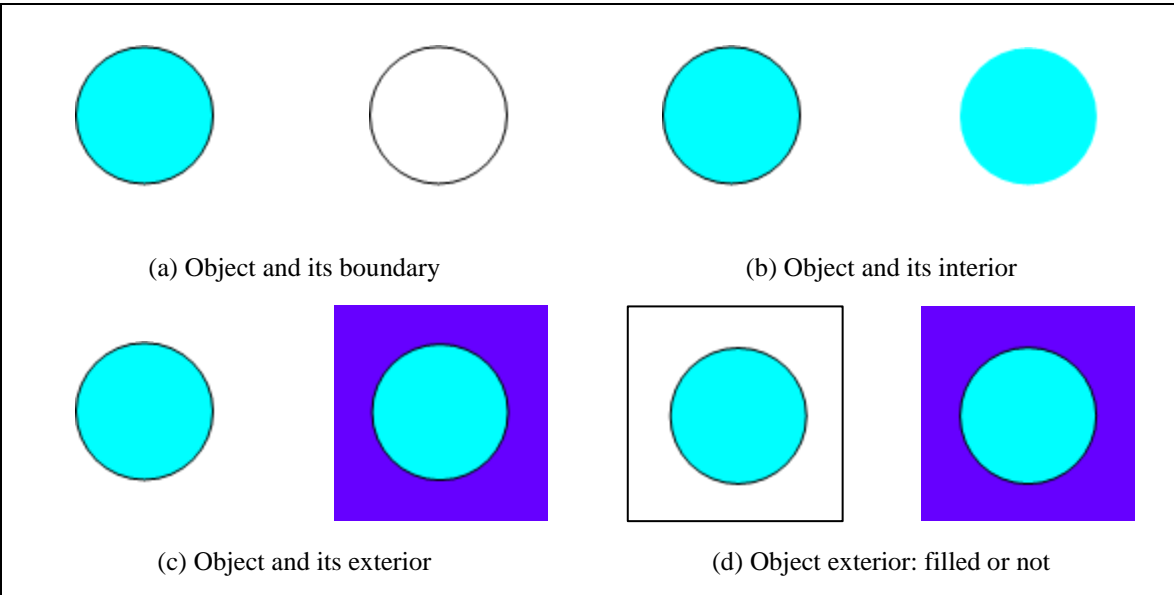 (a) Object and its boundary
(b) Object and its interior
(c) Object and its exterior
(d) Object exterior: filled or not